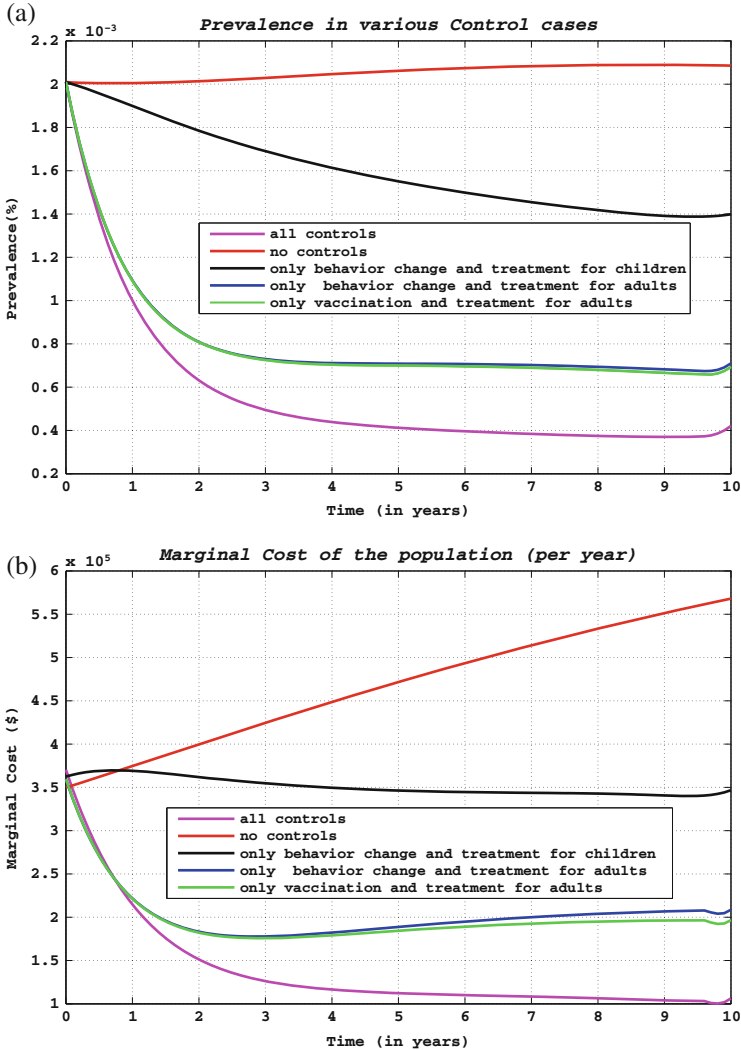 (a)
x 10⁻³
Prevalence in various Control cases
2.2
2
1.8
1.6
1.4
1.2
1
0.8
0.6
0.4
0.2
Prevalence(%)
all controls
no controls
only behavior change and treatment for children
only behavior change and treatment for adults
only vaccination and treatment for adults
0 1 2 3 4 5 6 7 8 9 10
Time (in years)
(b)
x 10⁵
Marginal Cost of the population (per year)
6
5.5
5
4.5
4
3.5
3
2.5
2
1.5
1
Marginal Cost ($)
all controls
no controls
only behavior change and treatment for children
only behavior change and treatment for adults
only vaccination and treatment for adults
0 1 2 3 4 5 6 7 8 9 10
Time (in years)